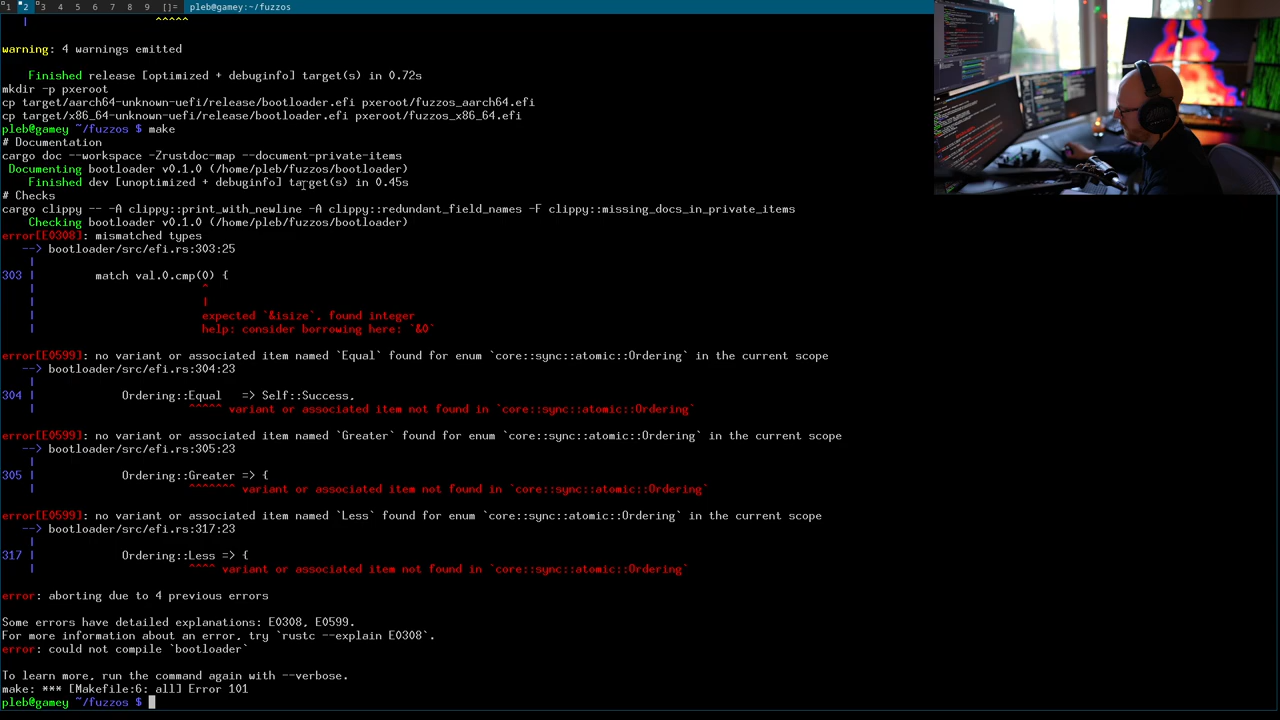 1 2 3 4 5 6 7 8 9 []= pleb@gamey:~/fuzzos
| ^^^^^
warning: 4 warnings emitted
Finished release [optimized + debuginfo] target(s) in 0.72s
mkdir -p pxeroot
cp target/aarch64-unknown-uefi/release/bootloader.efi pxeroot/fuzzos_aarch64.efi
cp target/x86_64-unknown-uefi/release/bootloader.efi pxeroot/fuzzos_x86_64.efi
pleb@gamey ~/fuzzos $ make
# Documentation
cargo doc --workspace -Zrustdoc-map --document-private-items
Documenting bootloader v0.1.0 (/home/pleb/fuzzos/bootloader)
Finished dev [unoptimized + debuginfo] target(s) in 0.45s
# Checks
cargo clippy -- -A clippy::print_with_newline -A clippy::redundant_field_names -F clippy::missing_docs_in_private_items
Checking bootloader v0.1.0 (/home/pleb/fuzzos/bootloader)
error[E0308]: mismatched types
--> bootloader/src/efi.rs:303:25
|
303 | match val.0.cmp(0) {
| ^
| |
| expected `&isize`, found integer
| help: consider borrowing here: `&0`
error[E0599]: no variant or associated item named `Equal` found for enum `core::sync::atomic::Ordering` in the current scope
--> bootloader/src/efi.rs:304:23
|
304 | Ordering::Equal => Self::Success,
| ^^^^^ variant or associated item not found in `core::sync::atomic::Ordering`
error[E0599]: no variant or associated item named `Greater` found for enum `core::sync::atomic::Ordering` in the current scope
--> bootloader/src/efi.rs:305:23
|
305 | Ordering::Greater => {
| ^^^^^^^ variant or associated item not found in `core::sync::atomic::Ordering`
error[E0599]: no variant or associated item named `Less` found for enum `core::sync::atomic::Ordering` in the current scope
--> bootloader/src/efi.rs:317:23
|
317 | Ordering::Less => {
| ^^^^ variant or associated item not found in `core::sync::atomic::Ordering`
error: aborting due to 4 previous errors
Some errors have detailed explanations: E0308, E0599.
For more information about an error, try `rustc --explain E0308`.
error: could not compile `bootloader`
To learn more, run the command again with --verbose.
make: *** [Makefile:6: all] Error 101
pleb@gamey ~/fuzzos $